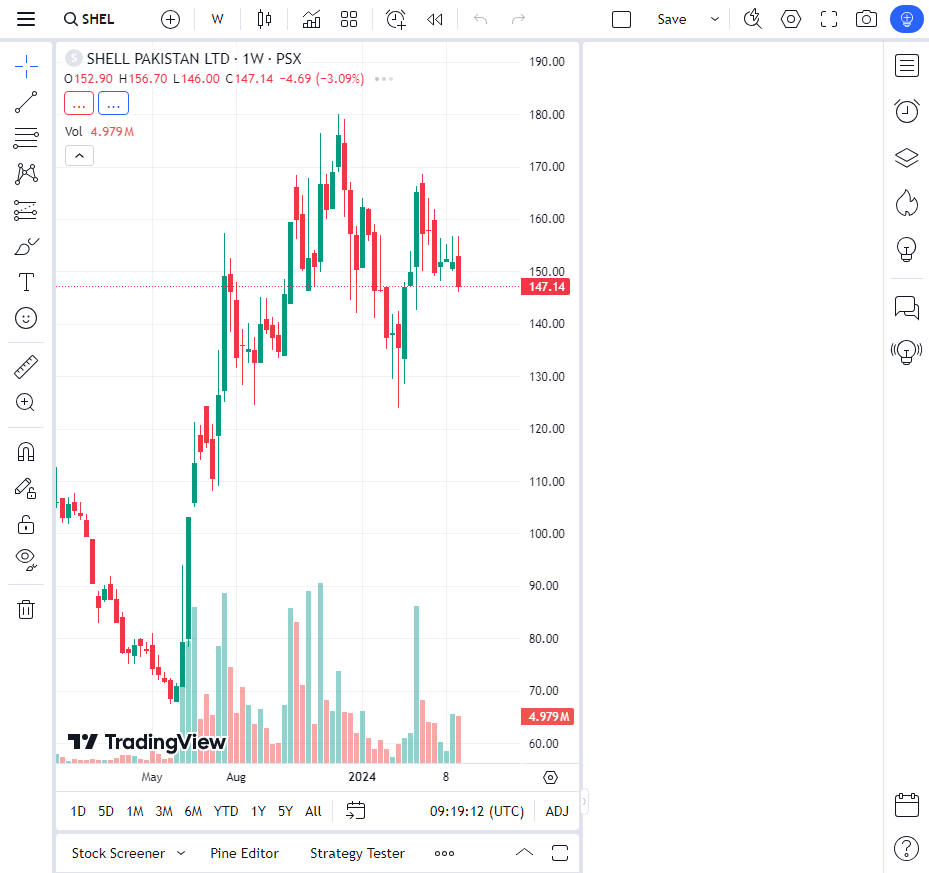 SHEL W Save
S SHELL PAKISTAN LTD · 1W · PSX
O152.90 H156.70 L146.00 C147.14 −4.69 (−3.09%)
... ...
Vol 4.979M
190.00
180.00
170.00
160.00
150.00
147.14
140.00
130.00
120.00
110.00
100.00
90.00
80.00
70.00
4.979M
60.00
TradingView
May Aug 2024 8
1D 5D 1M 3M 6M YTD 1Y 5Y All 09:19:12 (UTC) ADJ
Stock Screener Pine Editor Strategy Tester